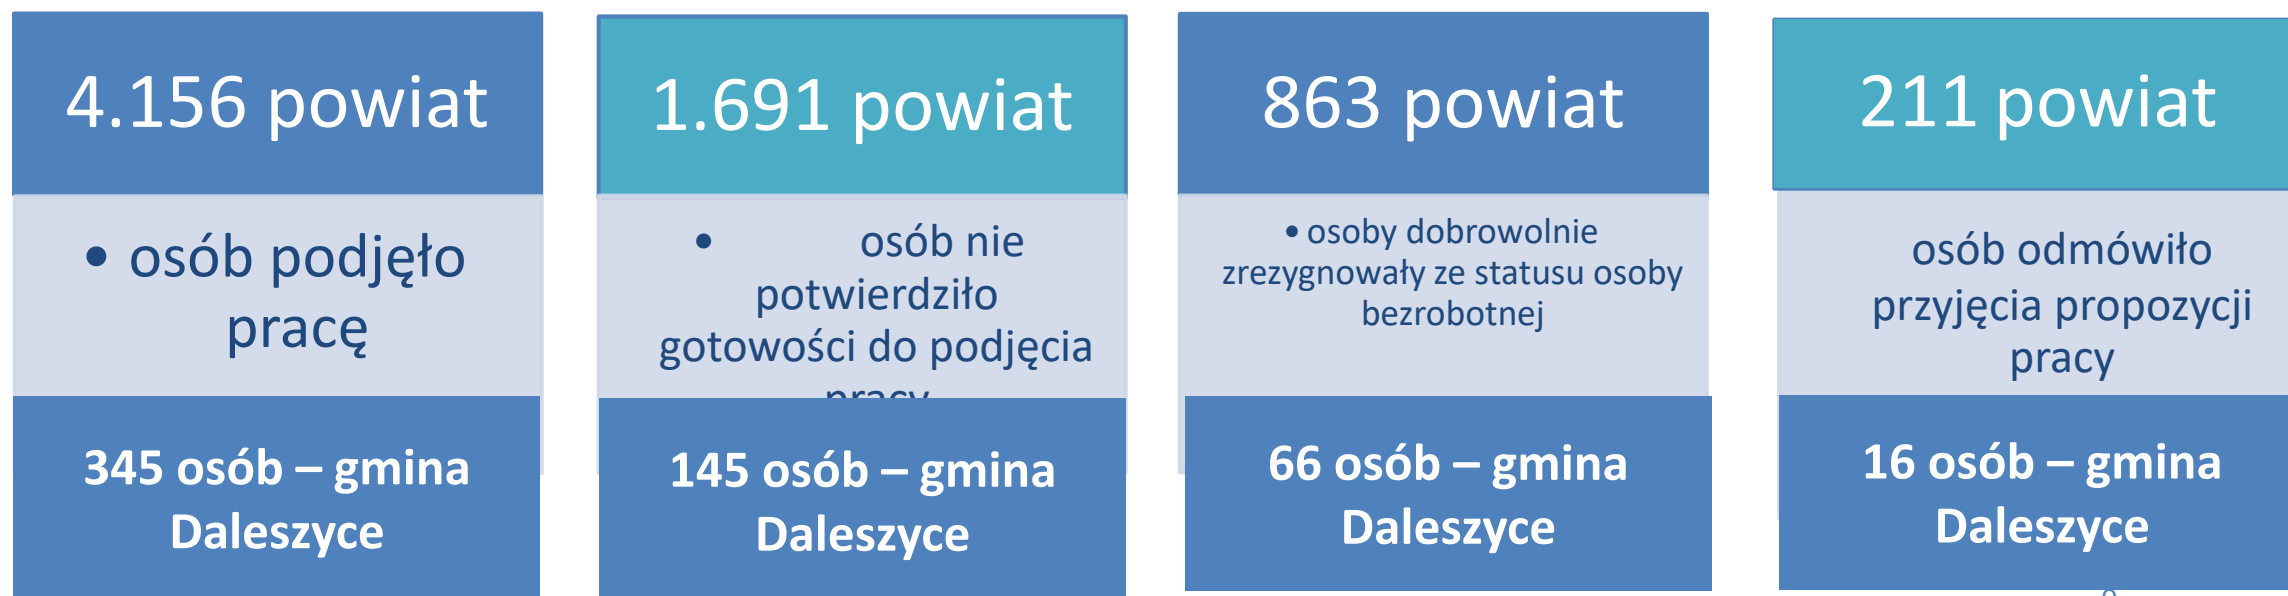 4.156 powiat
• osób podjęło
pracę
345 osób – gmina
Daleszyce
1.691 powiat
• osób nie
potwierdziło
gotowości do podjęcia
pracy
145 osób – gmina
Daleszyce
863 powiat
• osoby dobrowolnie
zrezygnowały ze statusu osoby
bezrobotnej
66 osób – gmina
Daleszyce
211 powiat
osób odmówiło
przyjęcia propozycji
pracy
16 osób – gmina
Daleszyce